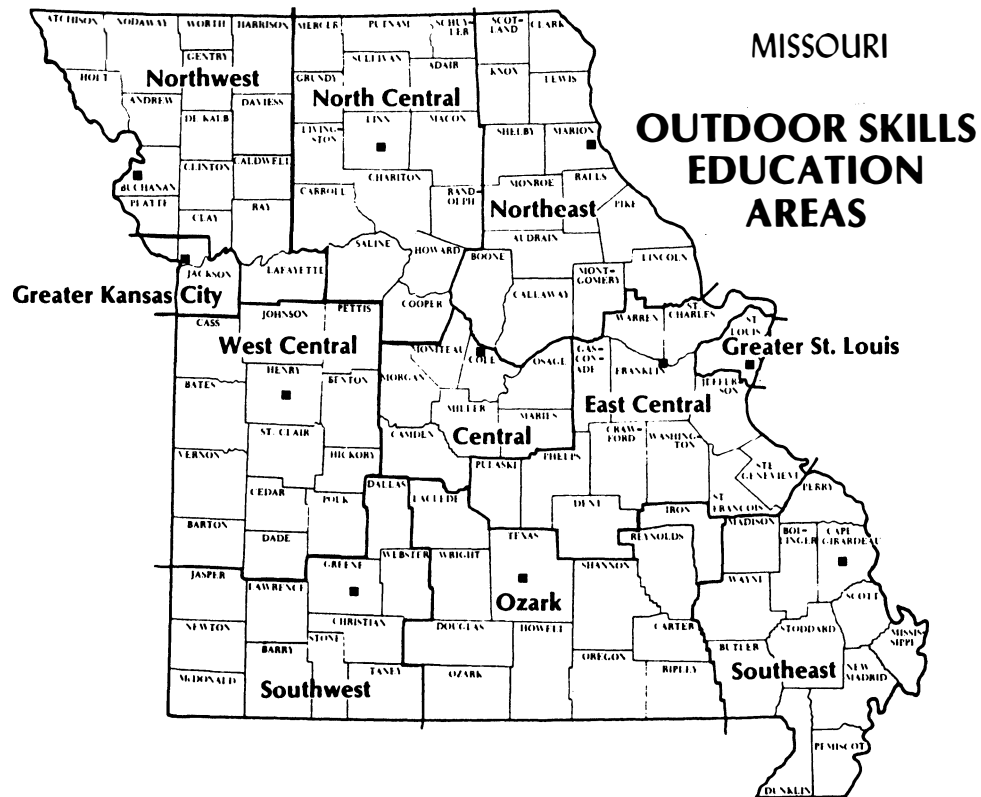 MISSOURI
OUTDOOR SKILLS
EDUCATION
AREAS
ATCHISON
NODAWAY
WORTH
HARRISON
MERCER
PUTNAM
SCHUY-
LER
SCOT-
LAND
CLARK
GENTRY
SULLIVAN
ADAIR
KNOX
LEWIS
HOLT
Northwest
GRUNDY
North Central
ANDREW
DAVIESS
DE KALB
LIVING-
STON
LINN
MACON
SHELBY
MARION
BUCHANAN
CLINTON
CALDWELL
CHARITON
CARROLL
RAND-
OLPH
MONROE
RALLS
PLATTE
CLAY
RAY
Northeast
PIKE
AUDRAIN
SALINE
HOWARD
BOONE
LINCOLN
JACKSON
LAFAYETTE
MONT-
GOMERY
CALLAWAY
Greater Kansas City
COOPER
CASS
JOHNSON
PETTIS
WARREN
ST.
CHARLES
ST.
LOUIS
West Central
MONITEAU
COLE
OSAGE
GAS-
CON-
ADE
FRANKLIN
Greater St. Louis
HENRY
BATES
BENTON
MORGAN
JEFFER-
SON
MILLER
MARIES
East Central
ST. CLAIR
CAMDEN
Central
CRAW-
FORD
WASHING-
TON
VERNON
HICKORY
PULASKI
PHELPS
STE.
GENEVIEVE
CEDAR
POLK
DALLAS
LACLEDE
DENT
ST.
FRANCOIS
PERRY
IRON
BARTON
DADE
TEXAS
REYNOLDS
MADISON
BOL-
LINGER
CAPE
GIRARDEAU
GREENE
WEBSTER
WRIGHT
SHANNON
JASPER
LAWRENCE
WAYNE
Ozark
SCOTT
NEWTON
CHRISTIAN
DOUGLAS
HOWELL
CARTER
STODDARD
MISSIS-
SIPPI
STONE
BARRY
BUTLER
OREGON
RIPLEY
Southeast
NEW
MADRID
McDONALD
Southwest
TANEY
OZARK
PEMISCOT
DUNKLIN